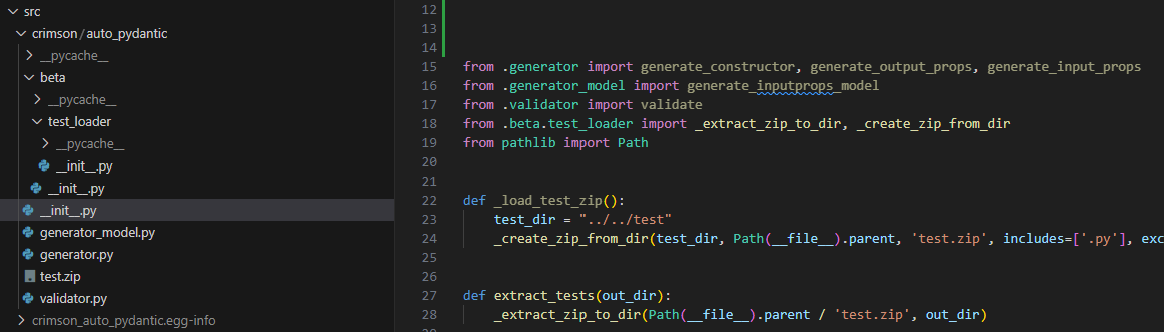 src
crimson / auto_pydantic
__pycache__
beta
__pycache__
test_loader
__pycache__
__init__.py
__init__.py
__init__.py
generator_model.py
generator.py
test.zip
validator.py
crimson_auto_pydantic.egg-info
12
13
14
15 from .generator import generate_constructor, generate_output_props, generate_input_props
16 from .generator_model import generate_inputprops_model
17 from .validator import validate
18 from .beta.test_loader import _extract_zip_to_dir, _create_zip_from_dir
19 from pathlib import Path
20
21
22 def _load_test_zip():
23 test_dir = "../../test"
24 _create_zip_from_dir(test_dir, Path(__file__).parent, 'test.zip', includes=['.py'], exc
25
26
27 def extract_tests(out_dir):
28 _extract_zip_to_dir(Path(__file__).parent / 'test.zip', out_dir)